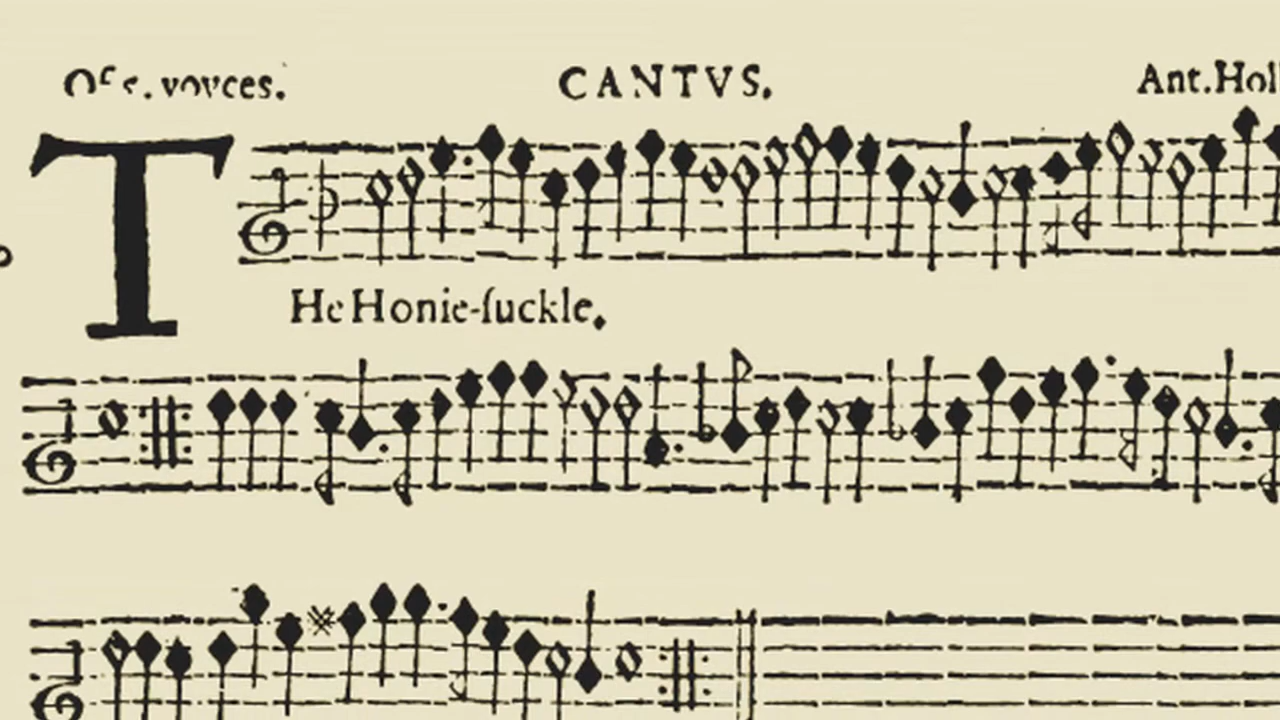 Of 5. voyces. CANTVS. Ant.Hol
THe Honie-ſuckle.